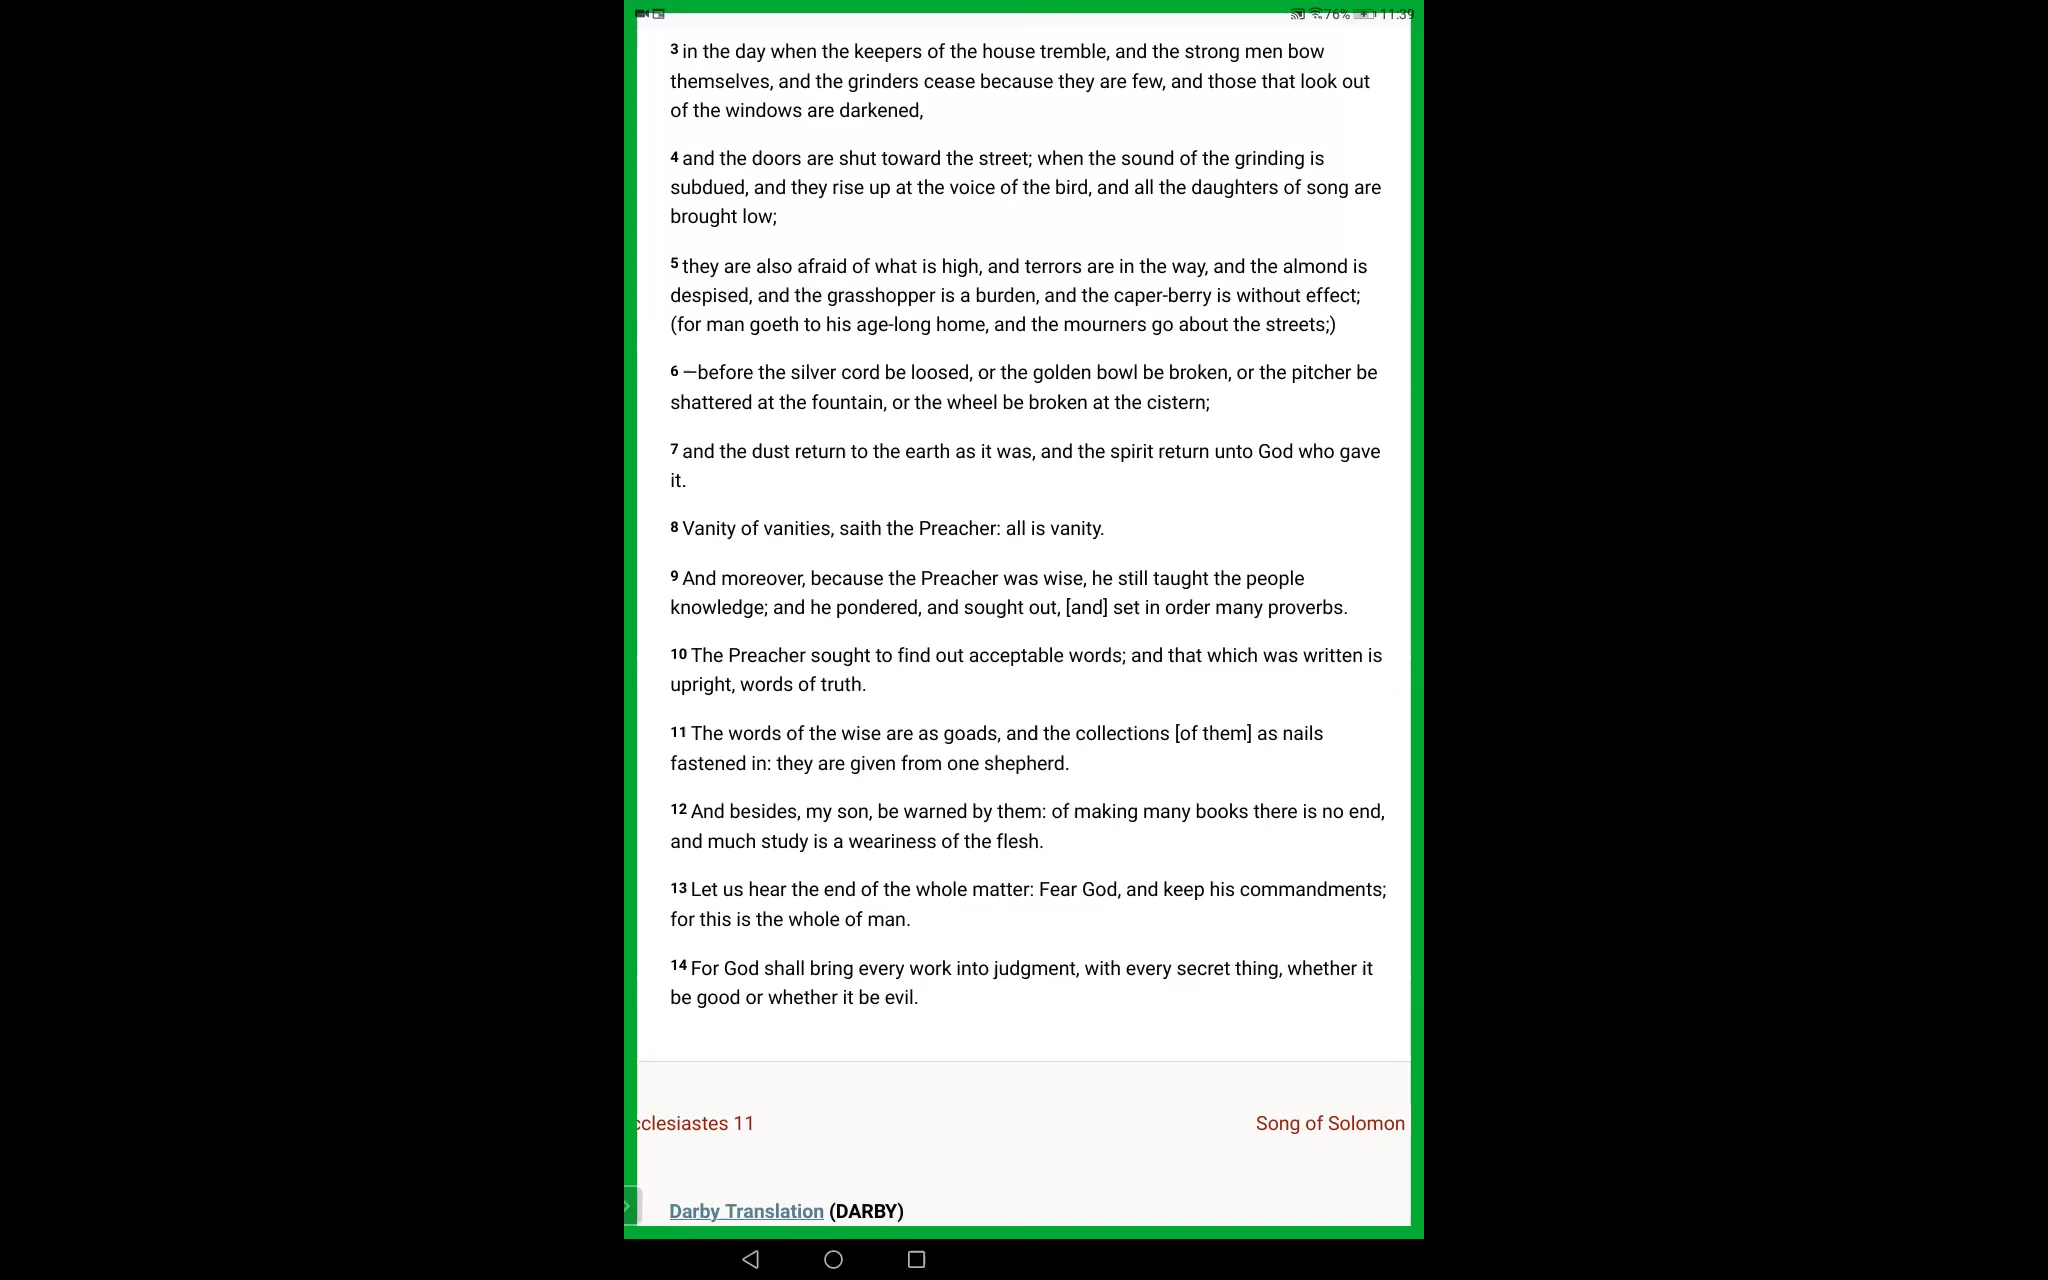 76% 11:39
3 in the day when the keepers of the house tremble, and the strong men bow
themselves, and the grinders cease because they are few, and those that look out
of the windows are darkened,
4 and the doors are shut toward the street; when the sound of the grinding is
subdued, and they rise up at the voice of the bird, and all the daughters of song are
brought low;
5 they are also afraid of what is high, and terrors are in the way, and the almond is
despised, and the grasshopper is a burden, and the caper-berry is without effect;
(for man goeth to his age-long home, and the mourners go about the streets;)
6 —before the silver cord be loosed, or the golden bowl be broken, or the pitcher be
shattered at the fountain, or the wheel be broken at the cistern;
7 and the dust return to the earth as it was, and the spirit return unto God who gave
it.
8 Vanity of vanities, saith the Preacher: all is vanity.
9 And moreover, because the Preacher was wise, he still taught the people
knowledge; and he pondered, and sought out, [and] set in order many proverbs.
10 The Preacher sought to find out acceptable words; and that which was written is
upright, words of truth.
11 The words of the wise are as goads, and the collections [of them] as nails
fastened in: they are given from one shepherd.
12 And besides, my son, be warned by them: of making many books there is no end,
and much study is a weariness of the flesh.
13 Let us hear the end of the whole matter: Fear God, and keep his commandments;
for this is the whole of man.
14 For God shall bring every work into judgment, with every secret thing, whether it
be good or whether it be evil.
cclesiastes 11 Song of Solomon
Darby Translation (DARBY)